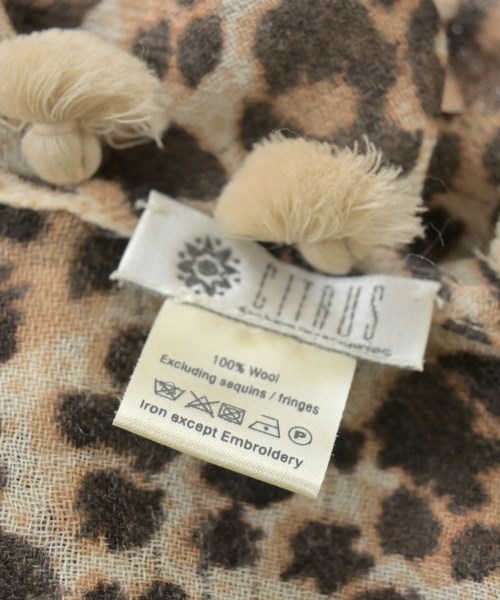 CITRUS
100% Wool
Excluding sequins / fringes
P
Iron except Embroidery